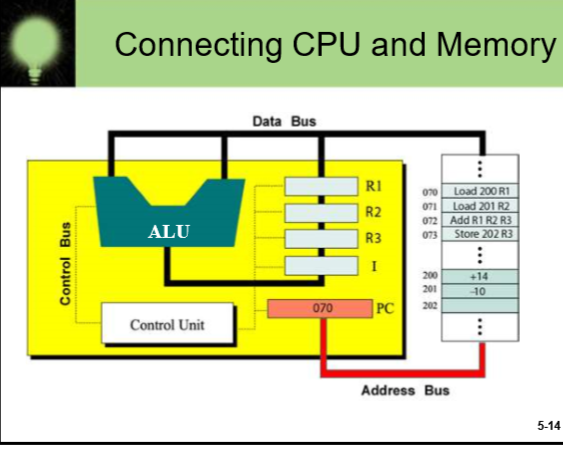 Connecting CPU and Memory
Data Bus
R1
R2
R3
I
ALU
Control Bus
Control Unit
070 PC
070 Load 200 R1
071 Load 201 R2
072 Add R1 R2 R3
073 Store 202 R3
200 +14
201 -10
202
Address Bus
5-14